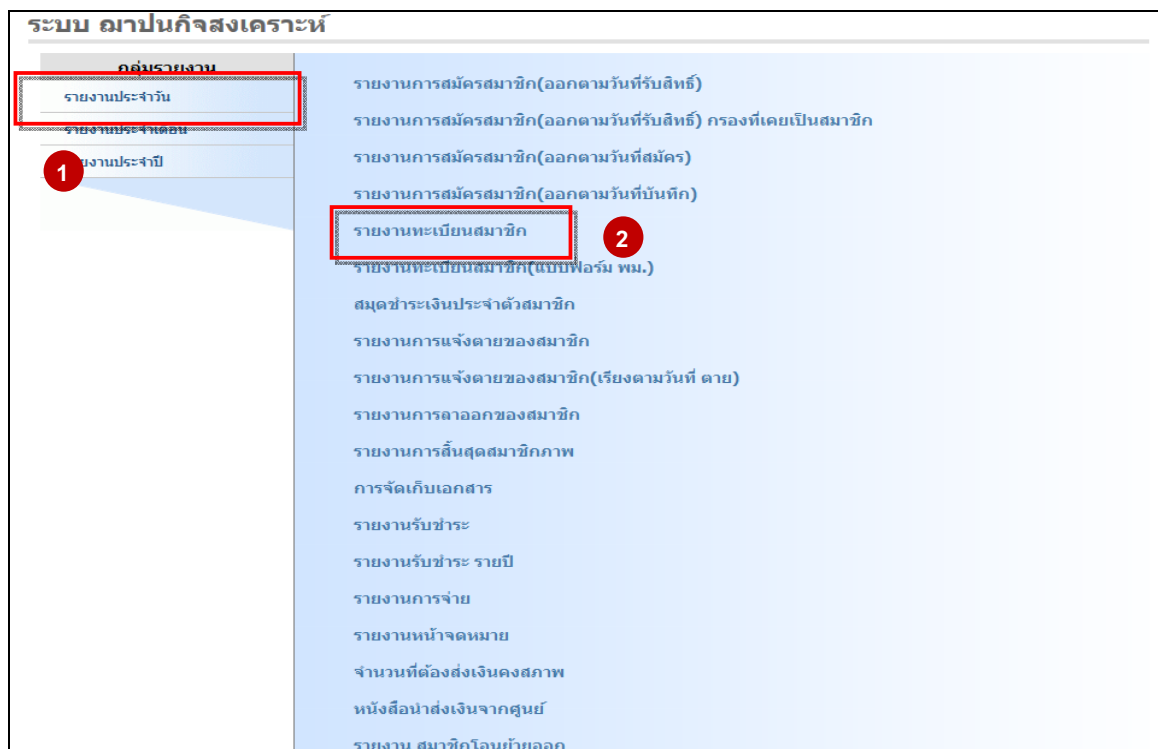 ระบบ ฌาปนกิจสงเคราะห์
กลุ่มรายงาน
รายงานประจำวัน
รายงานประจำเดือน
1
งานประจำปี
รายงานการสมัครสมาชิก(ออกตามวันที่รับสิทธิ์)
รายงานการสมัครสมาชิก(ออกตามวันที่รับสิทธิ์) กรองที่เคยเป็นสมาชิก
รายงานการสมัครสมาชิก(ออกตามวันที่สมัคร)
รายงานการสมัครสมาชิก(ออกตามวันที่บันทึก)
รายงานทะเบียนสมาชิก
2
รายงานทะเบียนสมาชิก(แบบฟอร์ม พม.)
สมุดชำระเงินประจำตัวสมาชิก
รายงานการแจ้งตายของสมาชิก
รายงานการแจ้งตายของสมาชิก(เรียงตามวันที่ ตาย)
รายงานการลาออกของสมาชิก
รายงานการสิ้นสุดสมาชิกภาพ
การจัดเก็บเอกสาร
รายงานรับชำระ
รายงานรับชำระ รายปี
รายงานการจ่าย
รายงานหน้าจดหมาย
จำนวนที่ต้องส่งเงินคงสภาพ
หนังสือนำส่งเงินจากศูนย์
รายงาน สมาชิกโอนย้ายออก